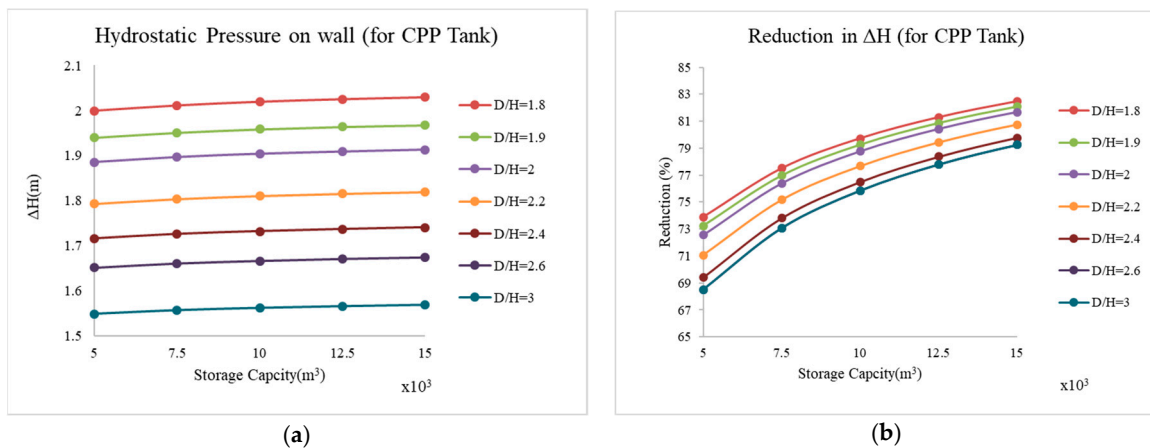 Hydrostatic Pressure on wall (for CPP Tank)
2.1
2
1.9
1.8
1.7
1.6
1.5
ΔH(m)
5 7.5 10 12.5 15
Storage Capcity(m³)
x10³
D/H=1.8
D/H=1.9
D/H=2
D/H=2.2
D/H=2.4
D/H=2.6
D/H=3
(a)
Reduction in ΔH (for CPP Tank)
85
83
81
79
77
75
73
71
69
67
65
Reduction (%)
5 7.5 10 12.5 15
Storage Capcity(m³)
x10³
D/H=1.8
D/H=1.9
D/H=2
D/H=2.2
D/H=2.4
D/H=2.6
D/H=3
(b)